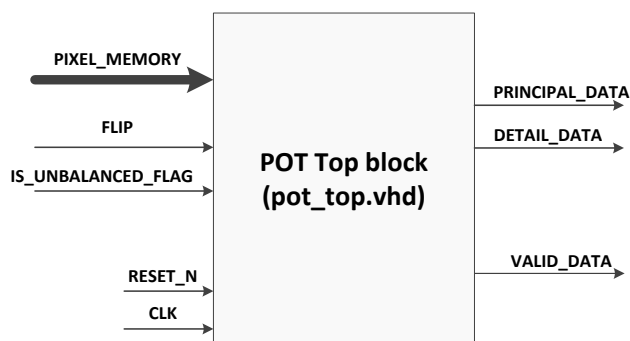 PIXEL_MEMORY
FLIP
IS_UNBALANCED_FLAG
RESET_N
CLK
POT Top block
(pot_top.vhd)
PRINCIPAL_DATA
DETAIL_DATA
VALID_DATA